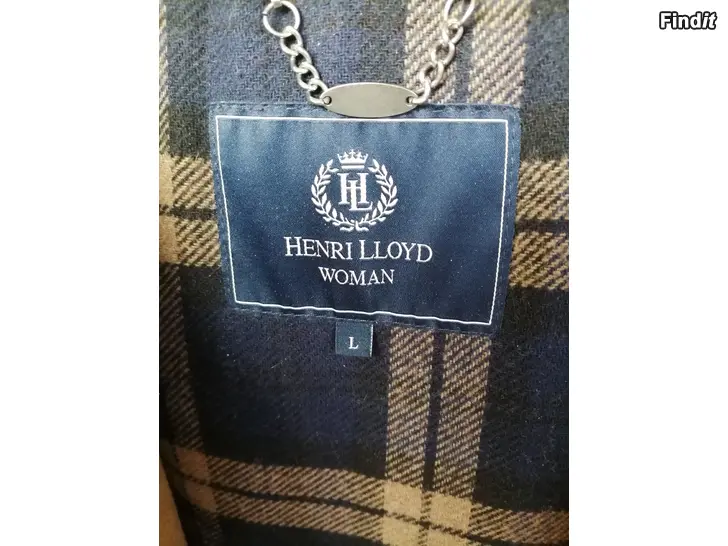 Findit
HL
HENRI LLOYD
WOMAN
L